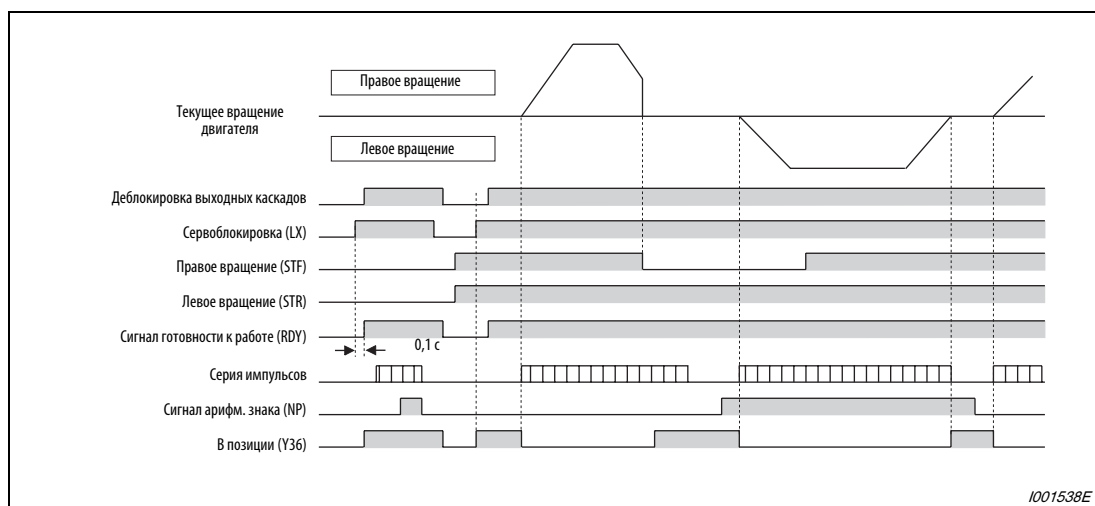 Правое вращение
Текущее вращение
двигателя
Левое вращение
Деблокировка выходных каскадов
Сервоблокировка (LX)
Правое вращение (STF)
Левое вращение (STR)
Сигнал готовности к работе (RDY)
0,1 с
Серия импульсов
Сигнал арифм. знака (NP)
В позиции (Y36)
I001538E